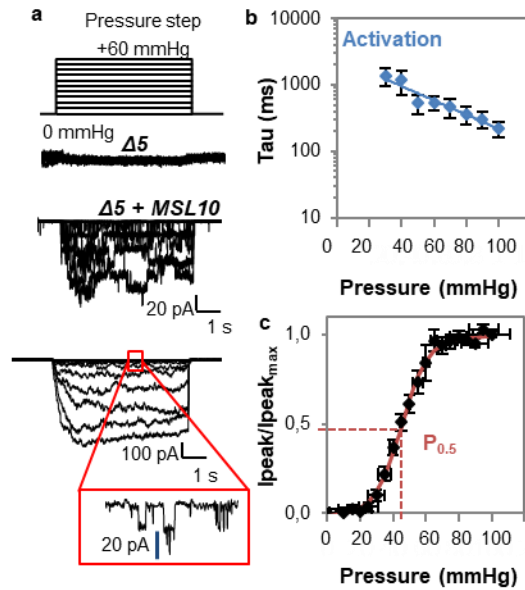 a
Pressure step
+60 mmHg
0 mmHg
Δ5
Δ5 + MSL10
20 pA
1 s
100 pA
1 s
20 pA
b
Activation
Tau (ms)
10000
1000
100
10
0 20 40 60 80 100
Pressure (mmHg)
c
Ipeak/Ipeakmax
1,0
0,5
0,0
P0.5
0 20 40 60 80 100
Pressure (mmHg)